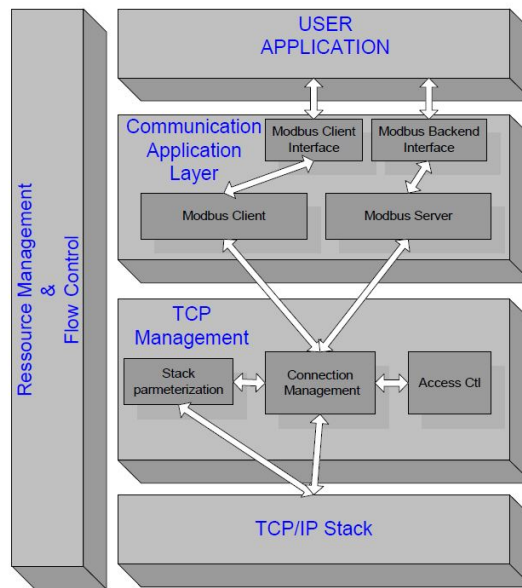 USER
APPLICATION
Communication
Application
Layer
Modbus Client
Interface
Modbus Backend
Interface
Modbus Client
Modbus Server
Ressource Management
&
Flow Control
TCP
Management
Stack
parmeterization
Connection
Management
Access Ctl
TCP/IP Stack